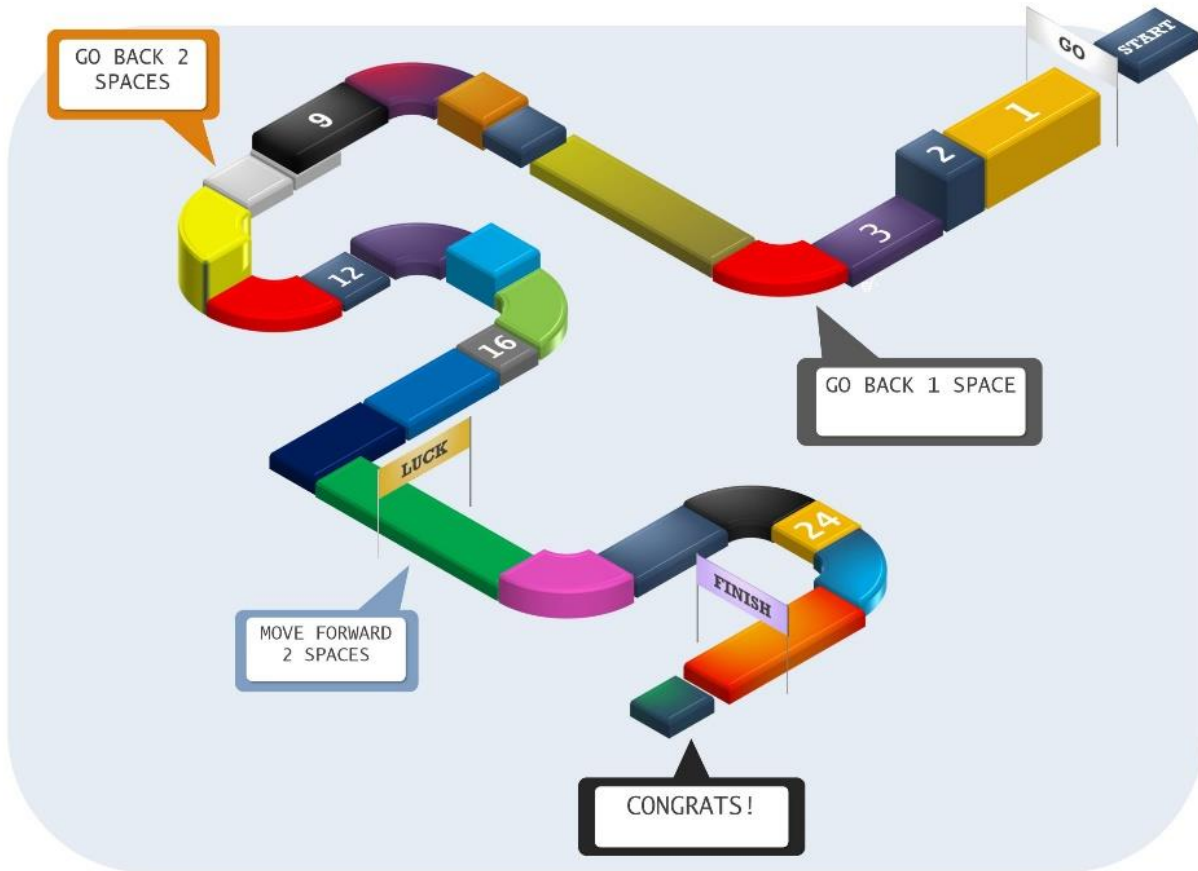 START
GO
1
2
3
GO BACK 1 SPACE
9
GO BACK 2
SPACES
12
16
LUCK
MOVE FORWARD
2 SPACES
24
FINISH
CONGRATS!